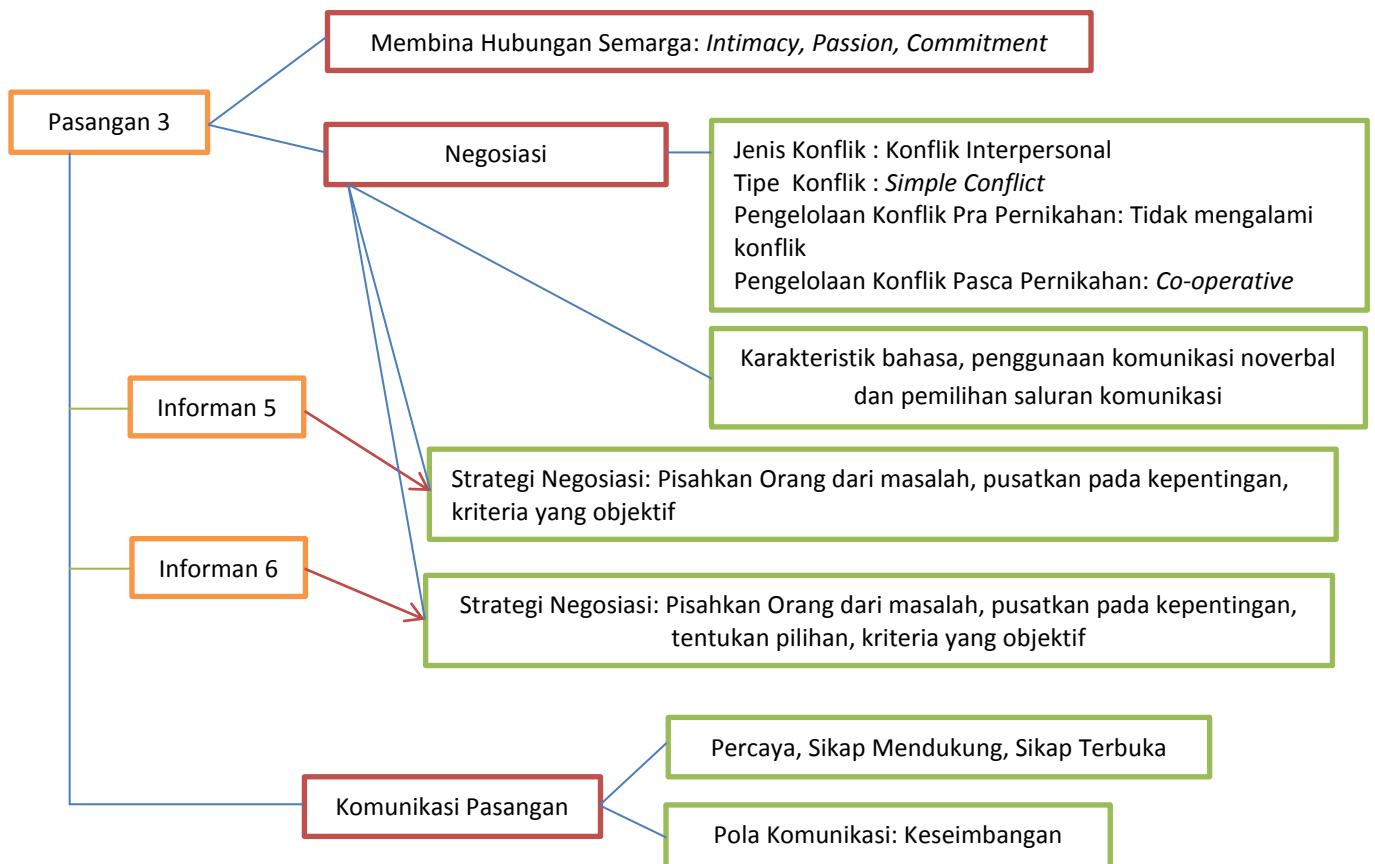 Membina Hubungan Semarga: Intimacy, Passion, Commitment
Pasangan 3
Negosiasi
Jenis Konflik : Konflik Interpersonal
Tipe  Konflik : Simple Conflict
Pengelolaan Konflik Pra Pernikahan: Tidak mengalami
konflik
Pengelolaan Konflik Pasca Pernikahan: Co-operative
Karakteristik bahasa, penggunaan komunikasi noverbal
dan pemilihan saluran komunikasi
Informan 5
Strategi Negosiasi: Pisahkan Orang dari masalah, pusatkan pada kepentingan,
kriteria yang objektif
Informan 6
Strategi Negosiasi: Pisahkan Orang dari masalah, pusatkan pada kepentingan,
tentukan pilihan, kriteria yang objektif
Percaya, Sikap Mendukung, Sikap Terbuka
Komunikasi Pasangan
Pola Komunikasi: Keseimbangan